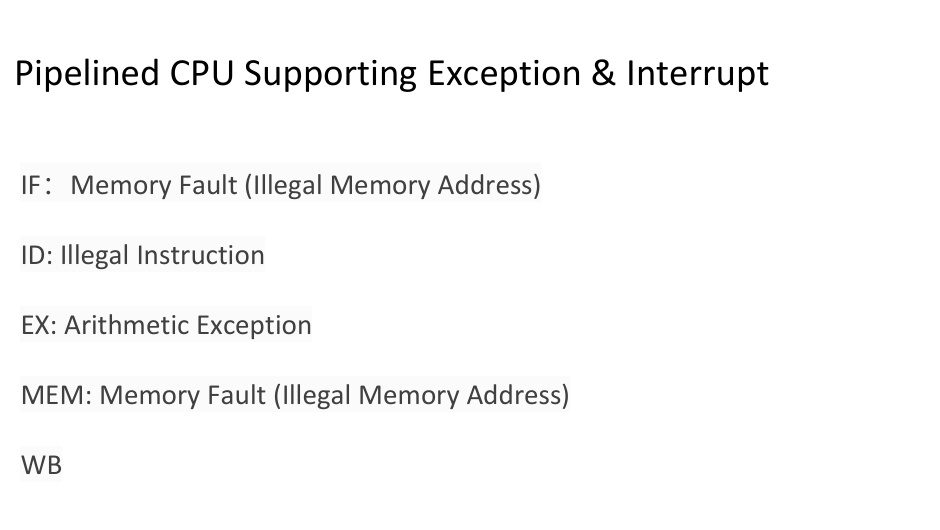 Pipelined CPU Supporting Exception & Interrupt
IF： Memory Fault (Illegal Memory Address)
ID: Illegal Instruction
EX: Arithmetic Exception
MEM: Memory Fault (Illegal Memory Address)
WB